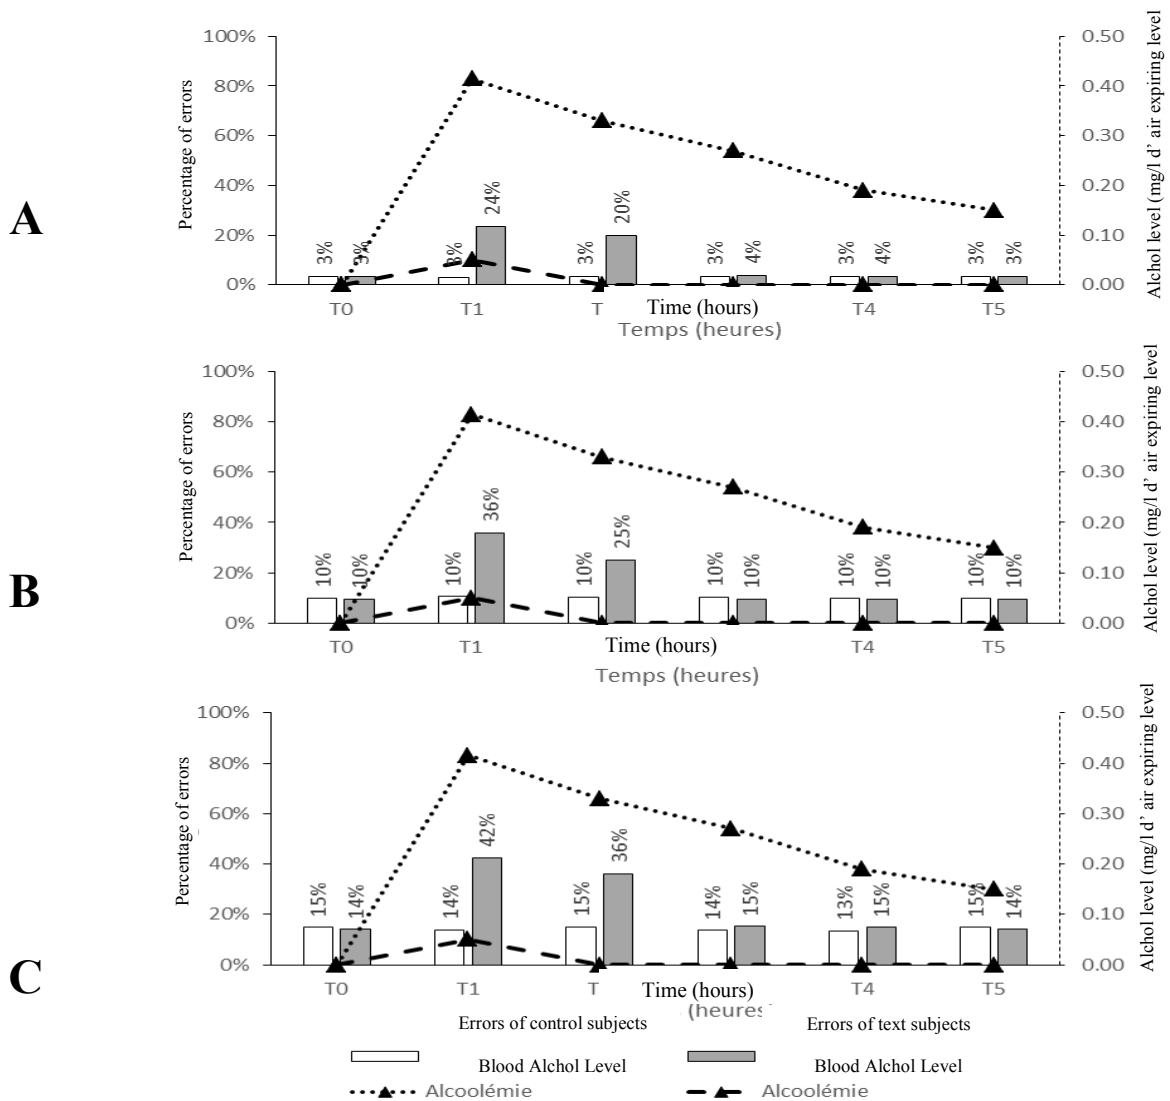 A
Percentage of errors
100%
80%
60%
40%
20%
0%
3% 3% 3% 24% 3% 20% 3% 4% 3% 4% 3% 3%
T0 T1 T Time (hours) T4 T5
Temps (heures)
0.50
0.40
0.30
0.20
0.10
0.00
Alchol level (mg/l d’ air expiring level
B
Percentage of errors
100%
80%
60%
40%
20%
0%
10% 10% 10% 36% 10% 25% 10% 10% 10% 10% 10% 10%
T0 T1 Time (hours) T4 T5
Temps (heures)
0.50
0.40
0.30
0.20
0.10
0.00
Alchol level (mg/l d’ air expiring level
C
Percentage of errors
100%
80%
60%
40%
20%
0%
15% 14% 14% 42% 15% 36% 14% 15% 13% 15% 15% 14%
T0 T1 T Time (hours) T4 T5
(heures
0.50
0.40
0.30
0.20
0.10
0.00
Alchol level (mg/l d’ air expiring level
Errors of control subjects Errors of text subjects
Blood Alchol Level Blood Alchol Level
Alcoolémie Alcoolémie